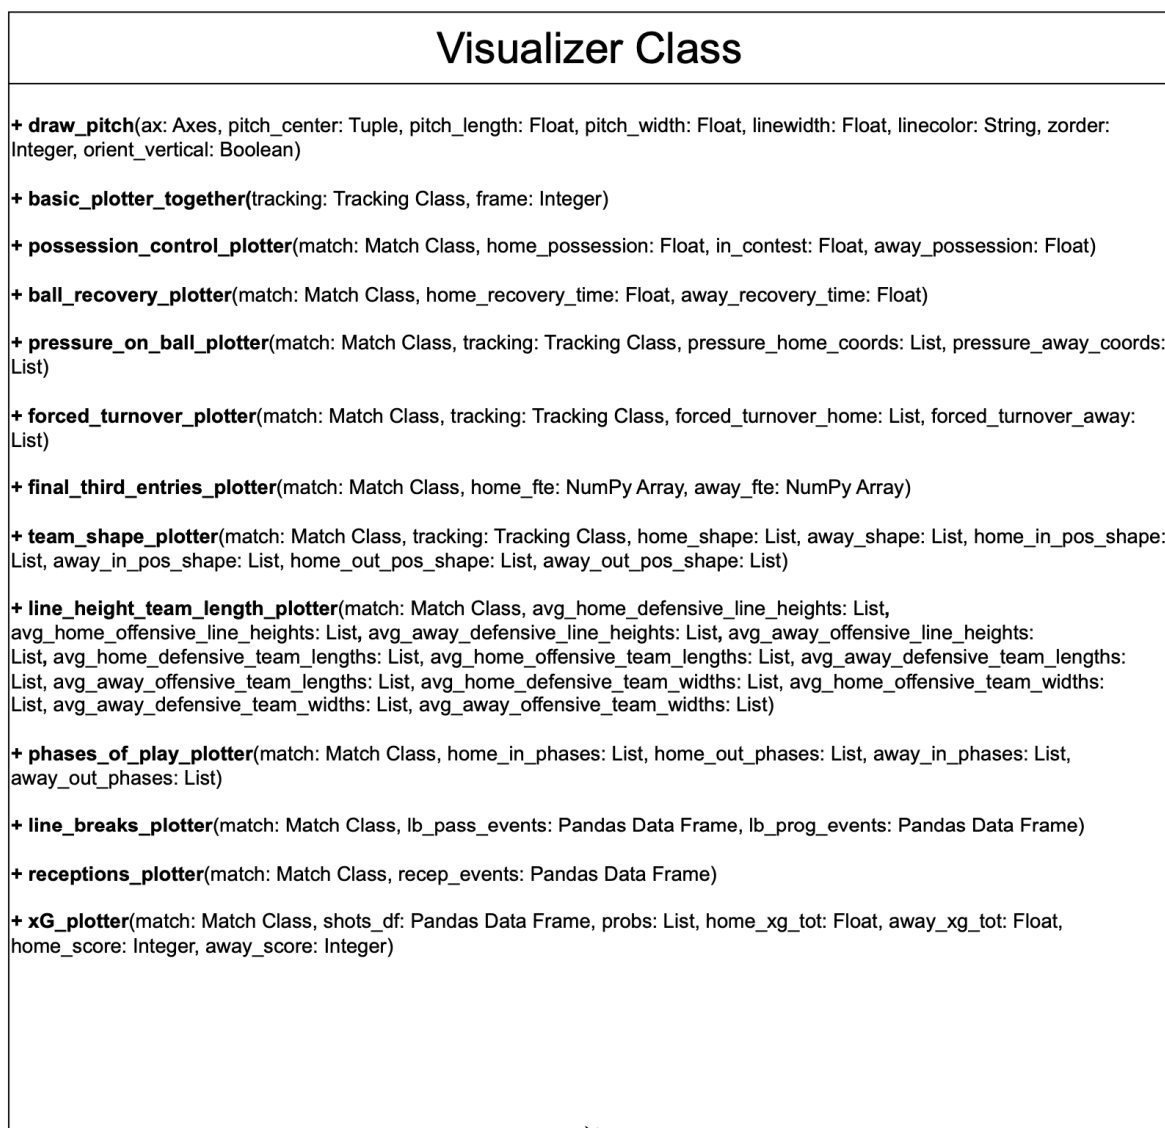 Visualizer Class
+ draw_pitch(ax: Axes, pitch_center: Tuple, pitch_length: Float, pitch_width: Float, linewidth: Float, linecolor: String, zorder:
Integer, orient_vertical: Boolean)
+ basic_plotter_together(tracking: Tracking Class, frame: Integer)
+ possession_control_plotter(match: Match Class, home_possession: Float, in_contest: Float, away_possession: Float)
+ ball_recovery_plotter(match: Match Class, home_recovery_time: Float, away_recovery_time: Float)
+ pressure_on_ball_plotter(match: Match Class, tracking: Tracking Class, pressure_home_coords: List, pressure_away_coords:
List)
+ forced_turnover_plotter(match: Match Class, tracking: Tracking Class, forced_turnover_home: List, forced_turnover_away:
List)
+ final_third_entries_plotter(match: Match Class, home_fte: NumPy Array, away_fte: NumPy Array)
+ team_shape_plotter(match: Match Class, tracking: Tracking Class, home_shape: List, away_shape: List, home_in_pos_shape:
List, away_in_pos_shape: List, home_out_pos_shape: List, away_out_pos_shape: List)
+ line_height_team_length_plotter(match: Match Class, avg_home_defensive_line_heights: List,
avg_home_offensive_line_heights: List, avg_away_defensive_line_heights: List, avg_away_offensive_line_heights:
List, avg_home_defensive_team_lengths: List, avg_home_offensive_team_lengths: List, avg_away_defensive_team_lengths:
List, avg_away_offensive_team_lengths: List, avg_home_defensive_team_widths: List, avg_home_offensive_team_widths:
List, avg_away_defensive_team_widths: List, avg_away_offensive_team_widths: List)
+ phases_of_play_plotter(match: Match Class, home_in_phases: List, home_out_phases: List, away_in_phases: List,
away_out_phases: List)
+ line_breaks_plotter(match: Match Class, lb_pass_events: Pandas Data Frame, lb_prog_events: Pandas Data Frame)
+ receptions_plotter(match: Match Class, recep_events: Pandas Data Frame)
+ xG_plotter(match: Match Class, shots_df: Pandas Data Frame, probs: List, home_xg_tot: Float, away_xg_tot: Float,
home_score: Integer, away_score: Integer)